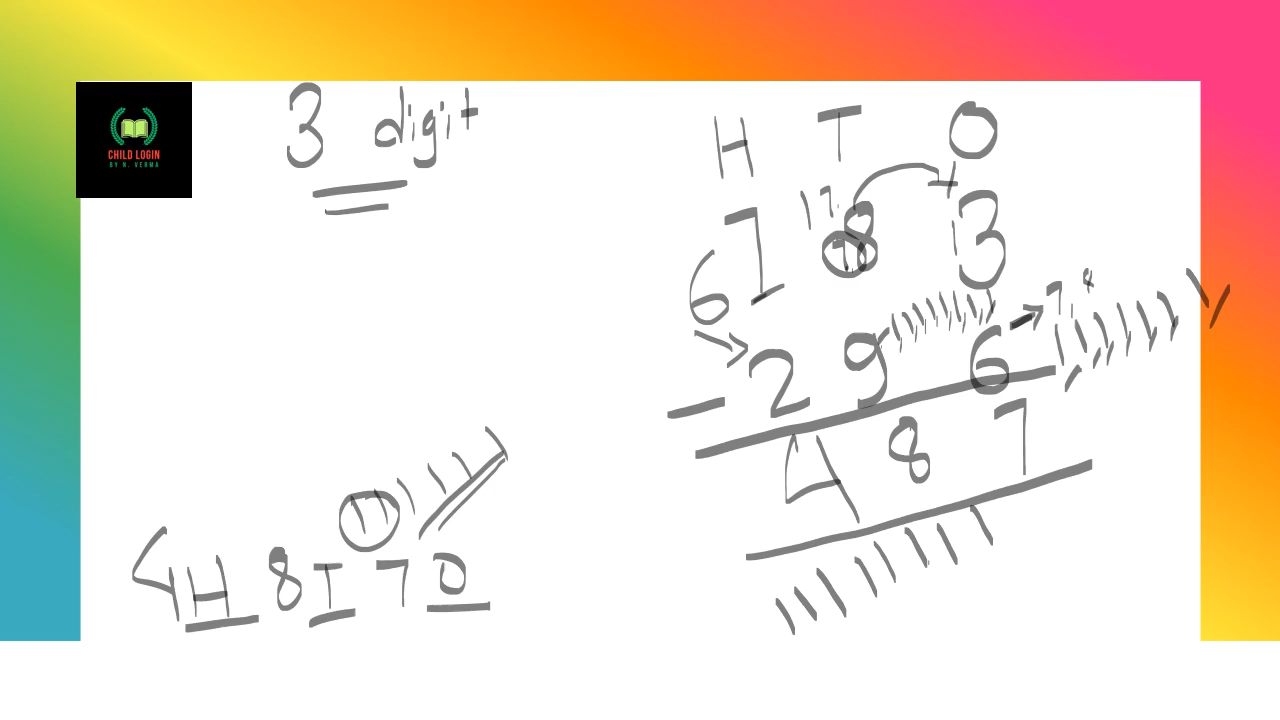 CHILD LOGIN
BY N. VERMA
3 digit
H T O
17
7 8 13
6
- 2 9 6
4 8 7
4H 8T 7O